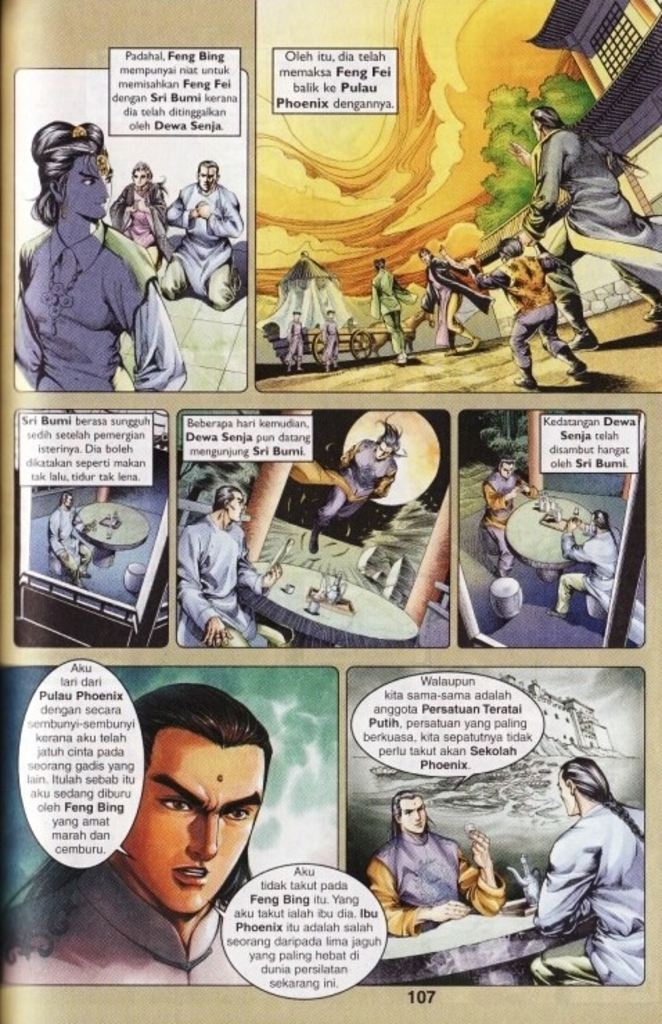 Padahal, Feng Bing
mempunyai niat untuk
memisahkan Feng Fei
dengan Sri Bumi kerana
dia telah ditinggalkan
oleh Dewa Senja.
Oleh itu, dia telah
memaksa Feng Fei
balik ke Pulau
Phoenix dengannya.
Sri Bumi berasa sungguh
sedih setelah pemergian
isterinya. Dia boleh
dikatakan seperti makan
tak lalu, tidur tak lena.
Beberapa hari kemudian,
Dewa Senja pun datang
mengunjung Sri Bumi.
Kedatangan Dewa
Senja telah
disambut hangat
oleh Sri Bumi.
Aku
lari dari
Pulau Phoenix
dengan secara
sembunyi-sembunyi
kerana aku telah
jatuh cinta pada
seorang gadis yang
lain. Itulah sebab itu
aku sedang diburu
oleh Feng Bing
yang amat
marah dan
cemburu.
Aku
tidak takut pada
Feng Bing itu. Yang
aku takut ialah ibu dia. Ibu
Phoenix itu adalah salah
seorang daripada lima jaguh
yang paling hebat di
dunia persilatan
sekarang ini.
Walaupun
kita sama-sama adalah
anggota Persatuan Teratai
Putih, persatuan yang paling
berkuasa, kita sepatutnya tidak
perlu takut akan Sekolah
Phoenix.
107